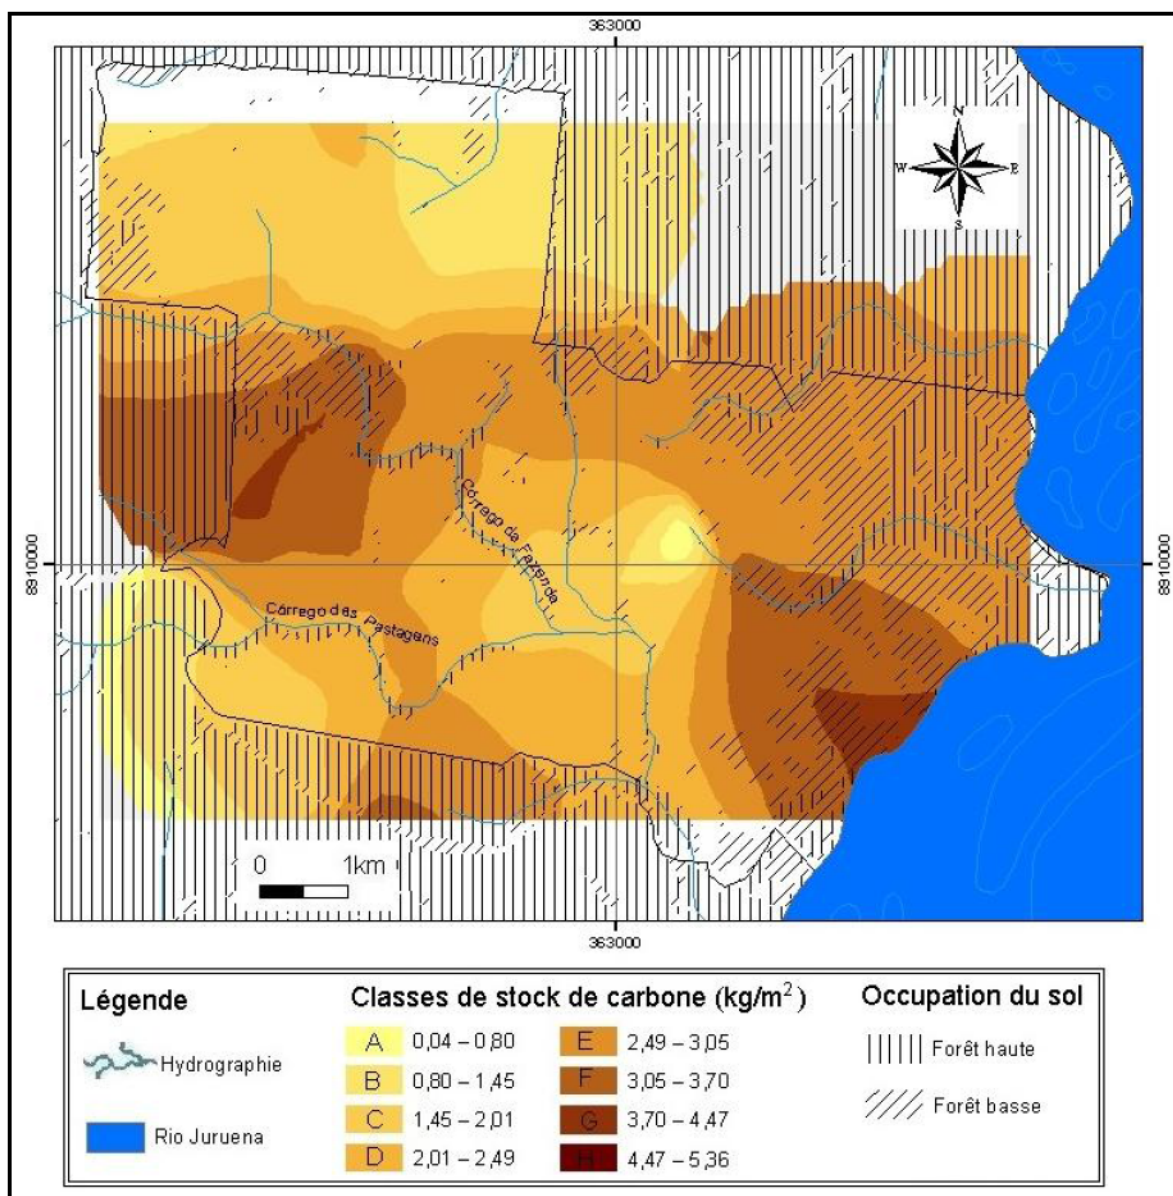 363000
N
W E
S
8910000
8910000
Córrego da Fazenda
Córrego das Pastagens
0 1km
363000
Légende
Hydrographie
Rio Juruena
Classes de stock de carbone (kg/m²)
A 0,04 – 0,80
B 0,80 – 1,45
C 1,45 – 2,01
D 2,01 – 2,49
E 2,49 – 3,05
F 3,05 – 3,70
G 3,70 – 4,47
H 4,47 – 5,36
Occupation du sol
Forêt haute
Forêt basse